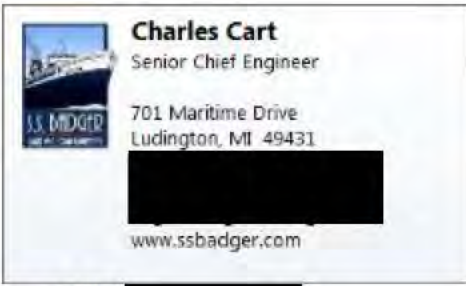 Charles Cart
Senior Chief Engineer
S.S. BADGER
701 Maritime Drive
Ludington, MI 49431
www.ssbadger.com